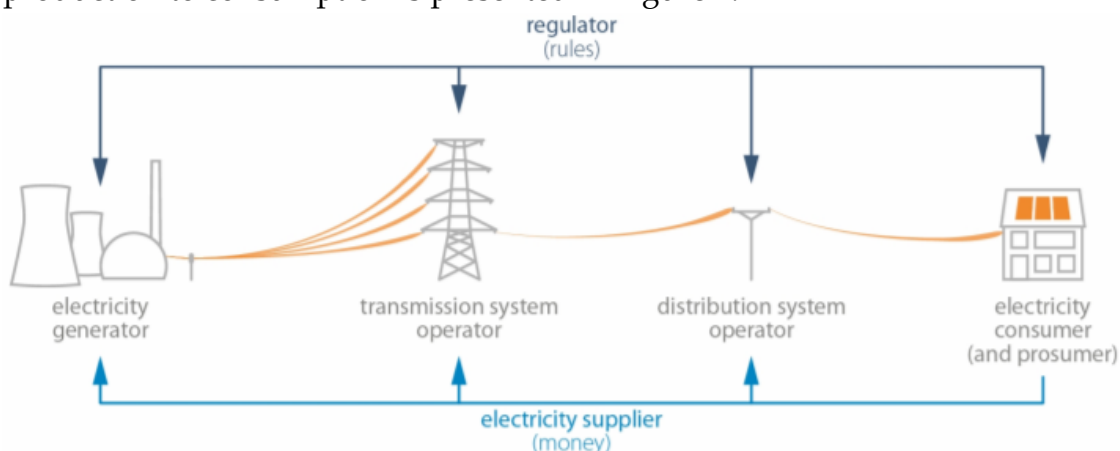 regulator
(rules)
electricity
generator
transmission system
operator
distribution system
operator
electricity
consumer
(and prosumer)
electricity supplier
(money)